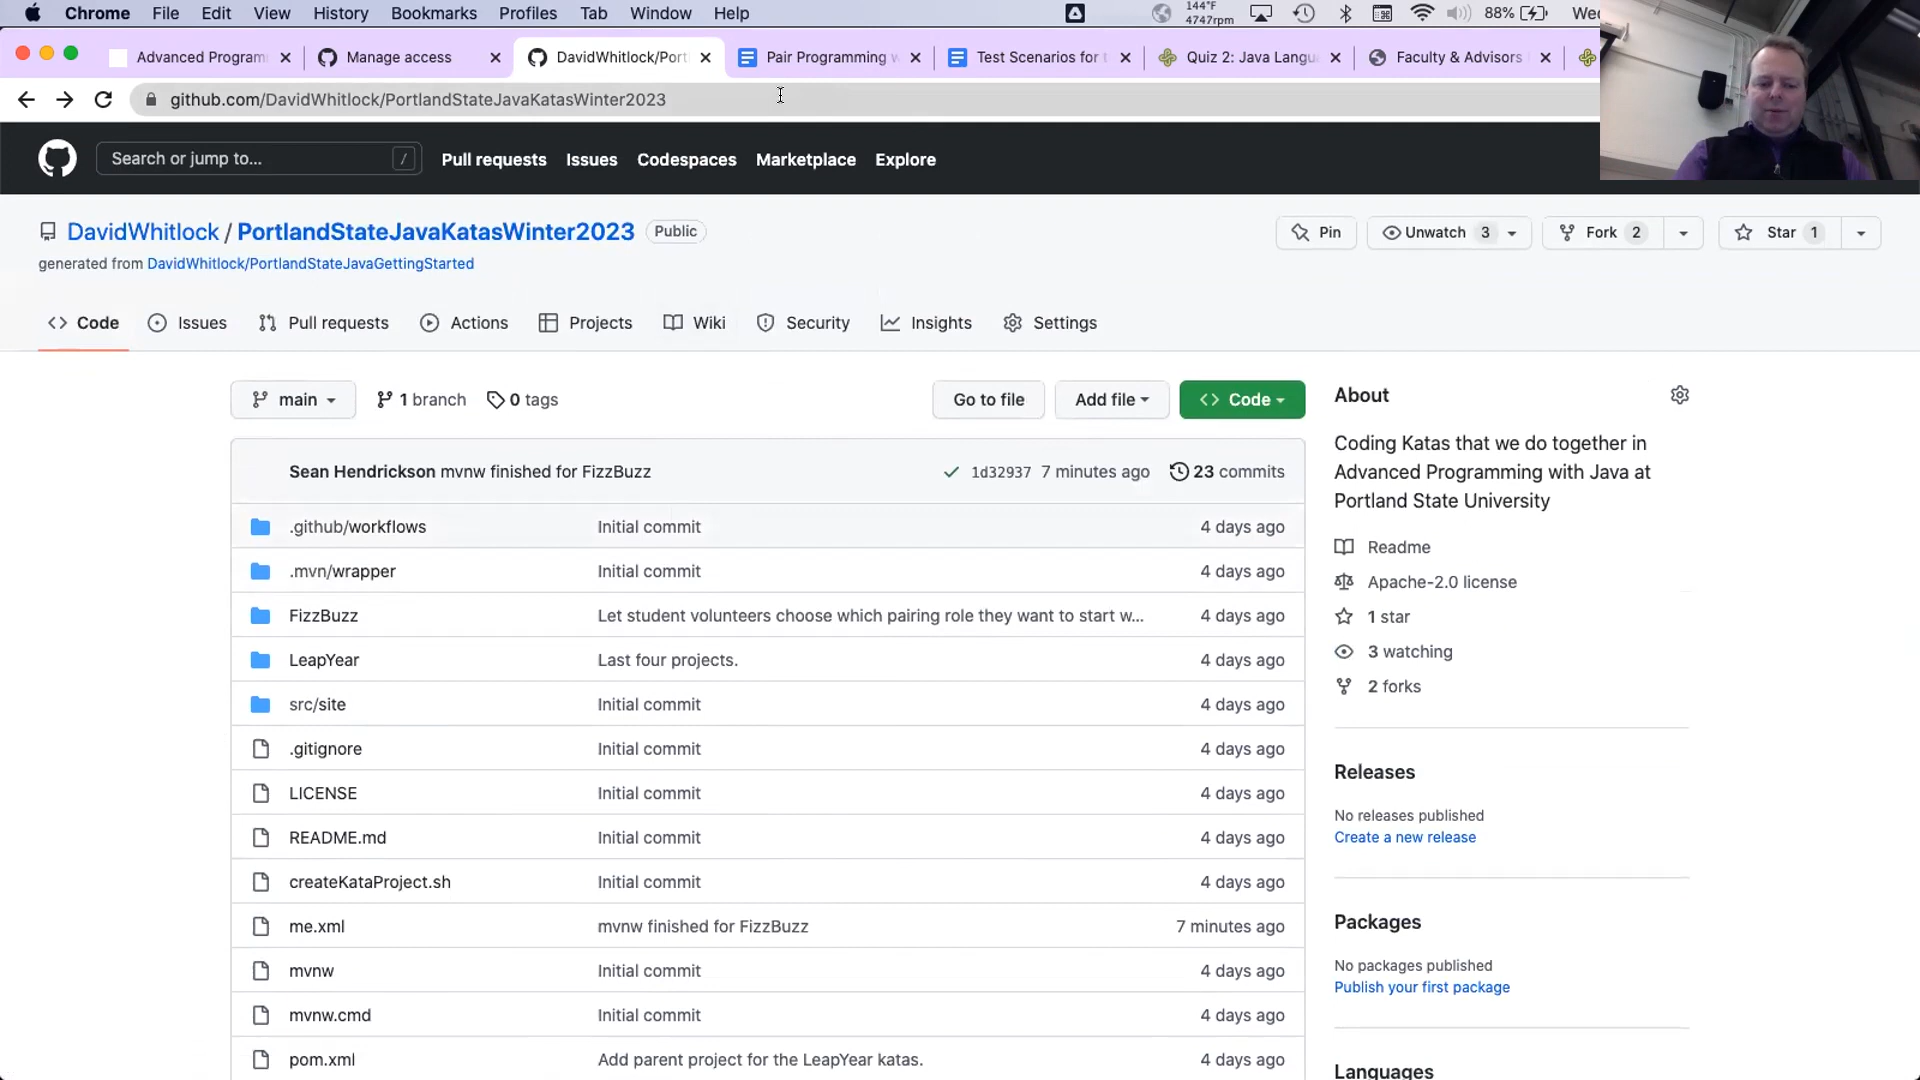 Chrome File Edit View History Bookmarks Profiles Tab Window Help 144°F 4747rpm 88%
Advanced Program Manage access DavidWhitlock/Port Pair Programming w Test Scenarios for t Quiz 2: Java Langu Faculty & Advisors
github.com/DavidWhitlock/PortlandStateJavaKatasWinter2023
Search or jump to... / Pull requests Issues Codespaces Marketplace Explore
DavidWhitlock / PortlandStateJavaKatasWinter2023 Public Pin Unwatch 3 Fork 2 Star 1
generated from DavidWhitlock/PortlandStateJavaGettingStarted
Code Issues Pull requests Actions Projects Wiki Security Insights Settings
main 1 branch 0 tags Go to file Add file Code
Sean Hendrickson mvnw finished for FizzBuzz 1d32937 7 minutes ago 23 commits
.github/workflows Initial commit 4 days ago
.mvn/wrapper Initial commit 4 days ago
FizzBuzz Let student volunteers choose which pairing role they want to start w... 4 days ago
LeapYear Last four projects. 4 days ago
src/site Initial commit 4 days ago
.gitignore Initial commit 4 days ago
LICENSE Initial commit 4 days ago
README.md Initial commit 4 days ago
createKataProject.sh Initial commit 4 days ago
me.xml mvnw finished for FizzBuzz 7 minutes ago
mvnw Initial commit 4 days ago
mvnw.cmd Initial commit 4 days ago
pom.xml Add parent project for the LeapYear katas. 4 days ago
About
Coding Katas that we do together in
Advanced Programming with Java at
Portland State University
Readme
Apache-2.0 license
1 star
3 watching
2 forks
Releases
No releases published
Create a new release
Packages
No packages published
Publish your first package
Languages